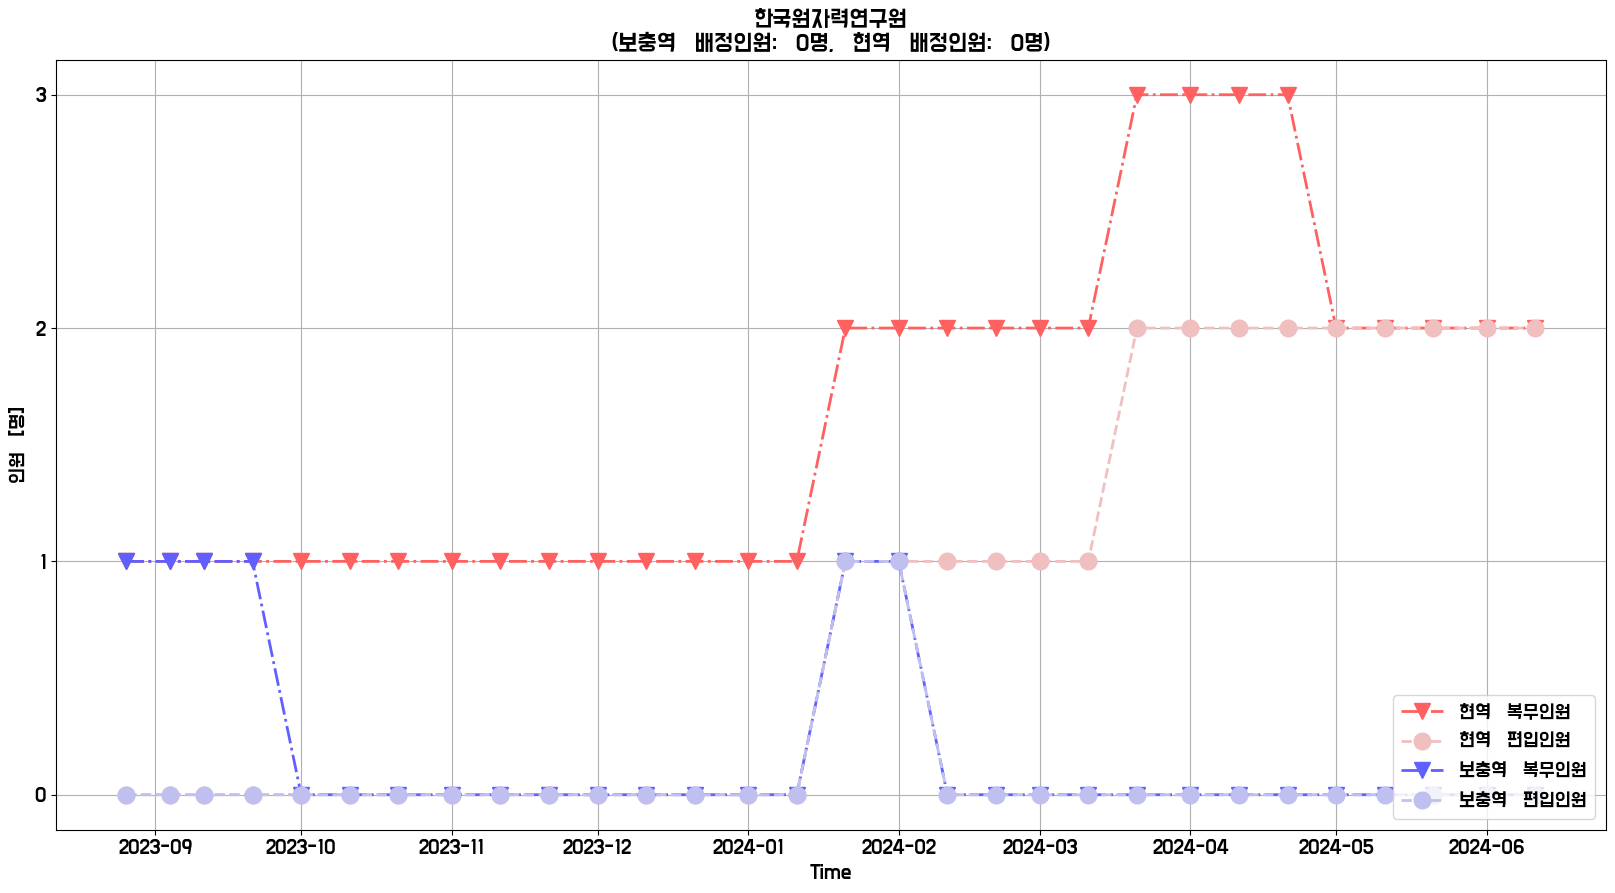 한국원자력연구원
(보충역 배정인원: 0명, 현역 배정인원: 0명)
3
2
1
0
인원 [명]
2023-09 2023-10 2023-11 2023-12 2024-01 2024-02 2024-03 2024-04 2024-05 2024-06
Time
현역 복무인원
현역 편입인원
보충역 복무인원
보충역 편입인원